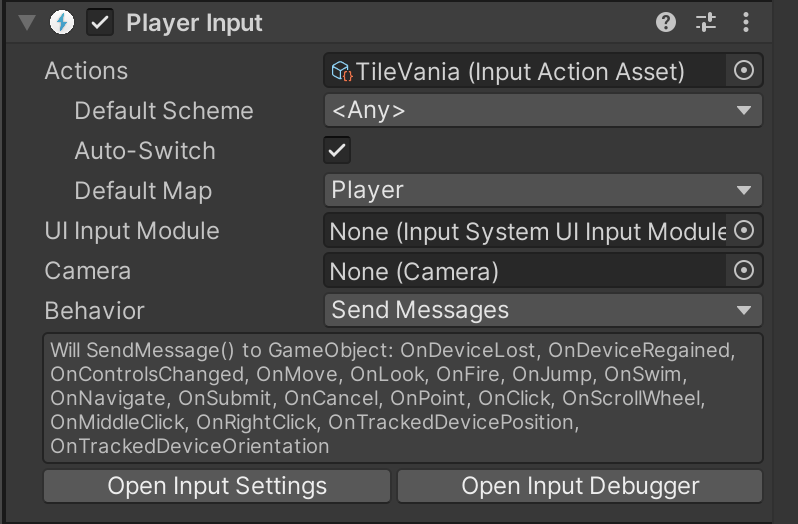 Player Input
Actions TileVania (Input Action Asset)
Default Scheme <Any>
Auto-Switch
Default Map Player
UI Input Module None (Input System UI Input Module
Camera None (Camera)
Behavior Send Messages
Will SendMessage() to GameObject: OnDeviceLost, OnDeviceRegained,
OnControlsChanged, OnMove, OnLook, OnFire, OnJump, OnSwim,
OnNavigate, OnSubmit, OnCancel, OnPoint, OnClick, OnScrollWheel,
OnMiddleClick, OnRightClick, OnTrackedDevicePosition,
OnTrackedDeviceOrientation
Open Input Settings Open Input Debugger